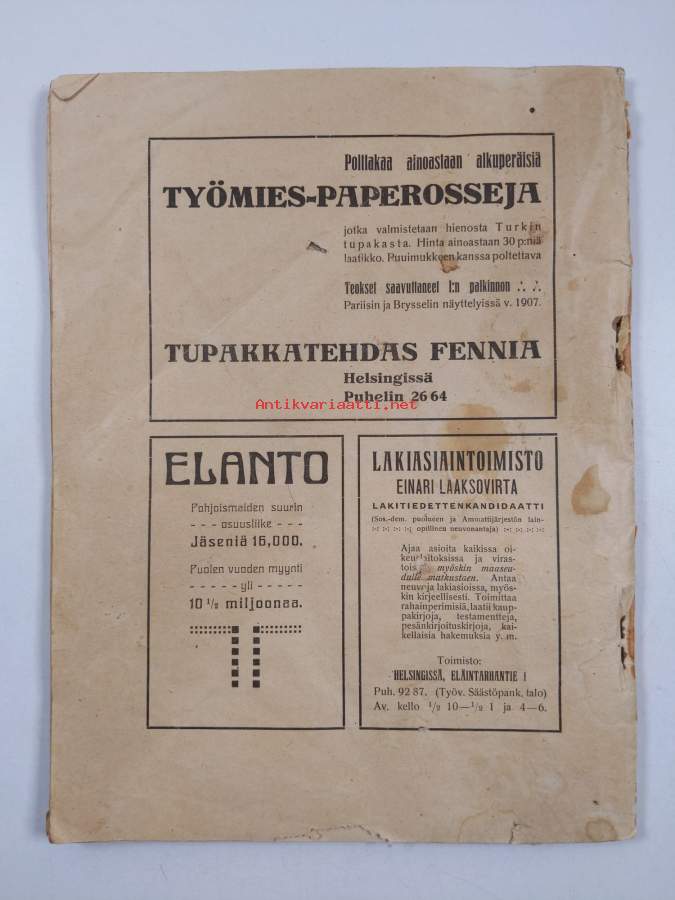 Polttakaa ainoastaan alkuperäisiä
TYÖMIES-PAPEROSSEJA
jotka valmistetaan hienosta Turkin
tupakasta. Hinta ainoastaan 30 p:niä
laatikko. Puuimukkeen kanssa poltettava
Teokset saavuttaneet I:n palkinnon ∴ ∴
Pariisin ja Brysselin näyttelyissä v. 1907.
TUPAKKATEHDAS FENNIA
Helsingissä
Puhelin 26 64
Antikvariaatti.net
ELANTO
Pohjoismaiden suurin
- - - osuusliike - - -
Jäseniä 16,000.
Puolen vuoden myynti
- - - - - yli - - - - -
10 ½ miljoonaa.
LAKIASIAINTOIMISTO
EINARI LAAKSOVIRTA
LAKITIEDETTENKANDIDAATTI
(Sos.-dem. puolueen ja Ammattijärjestön lain-
opillinen neuvonantaja)
Ajaa asioita kaikissa oi-
keudsitoksissa ja viras-
tois myöskin maaseu-
dulle matkustaen. Antaa
neuvoja lakiasioissa, myös-
kin kirjeellisesti. Toimittaa
rahainperimisiä, laatii kaup-
pakirjoja, testamentteja,
pesänkirjoituskirjoja, kai-
kellaisia hakemuksia y. m.
Toimisto:
HELSINGISSÄ, ELÄINTARHANTIE 1
Puh. 92 87. (Työv. Säästöpank. talo)
Av. kello ½ 10—½ 1 ja 4—6.